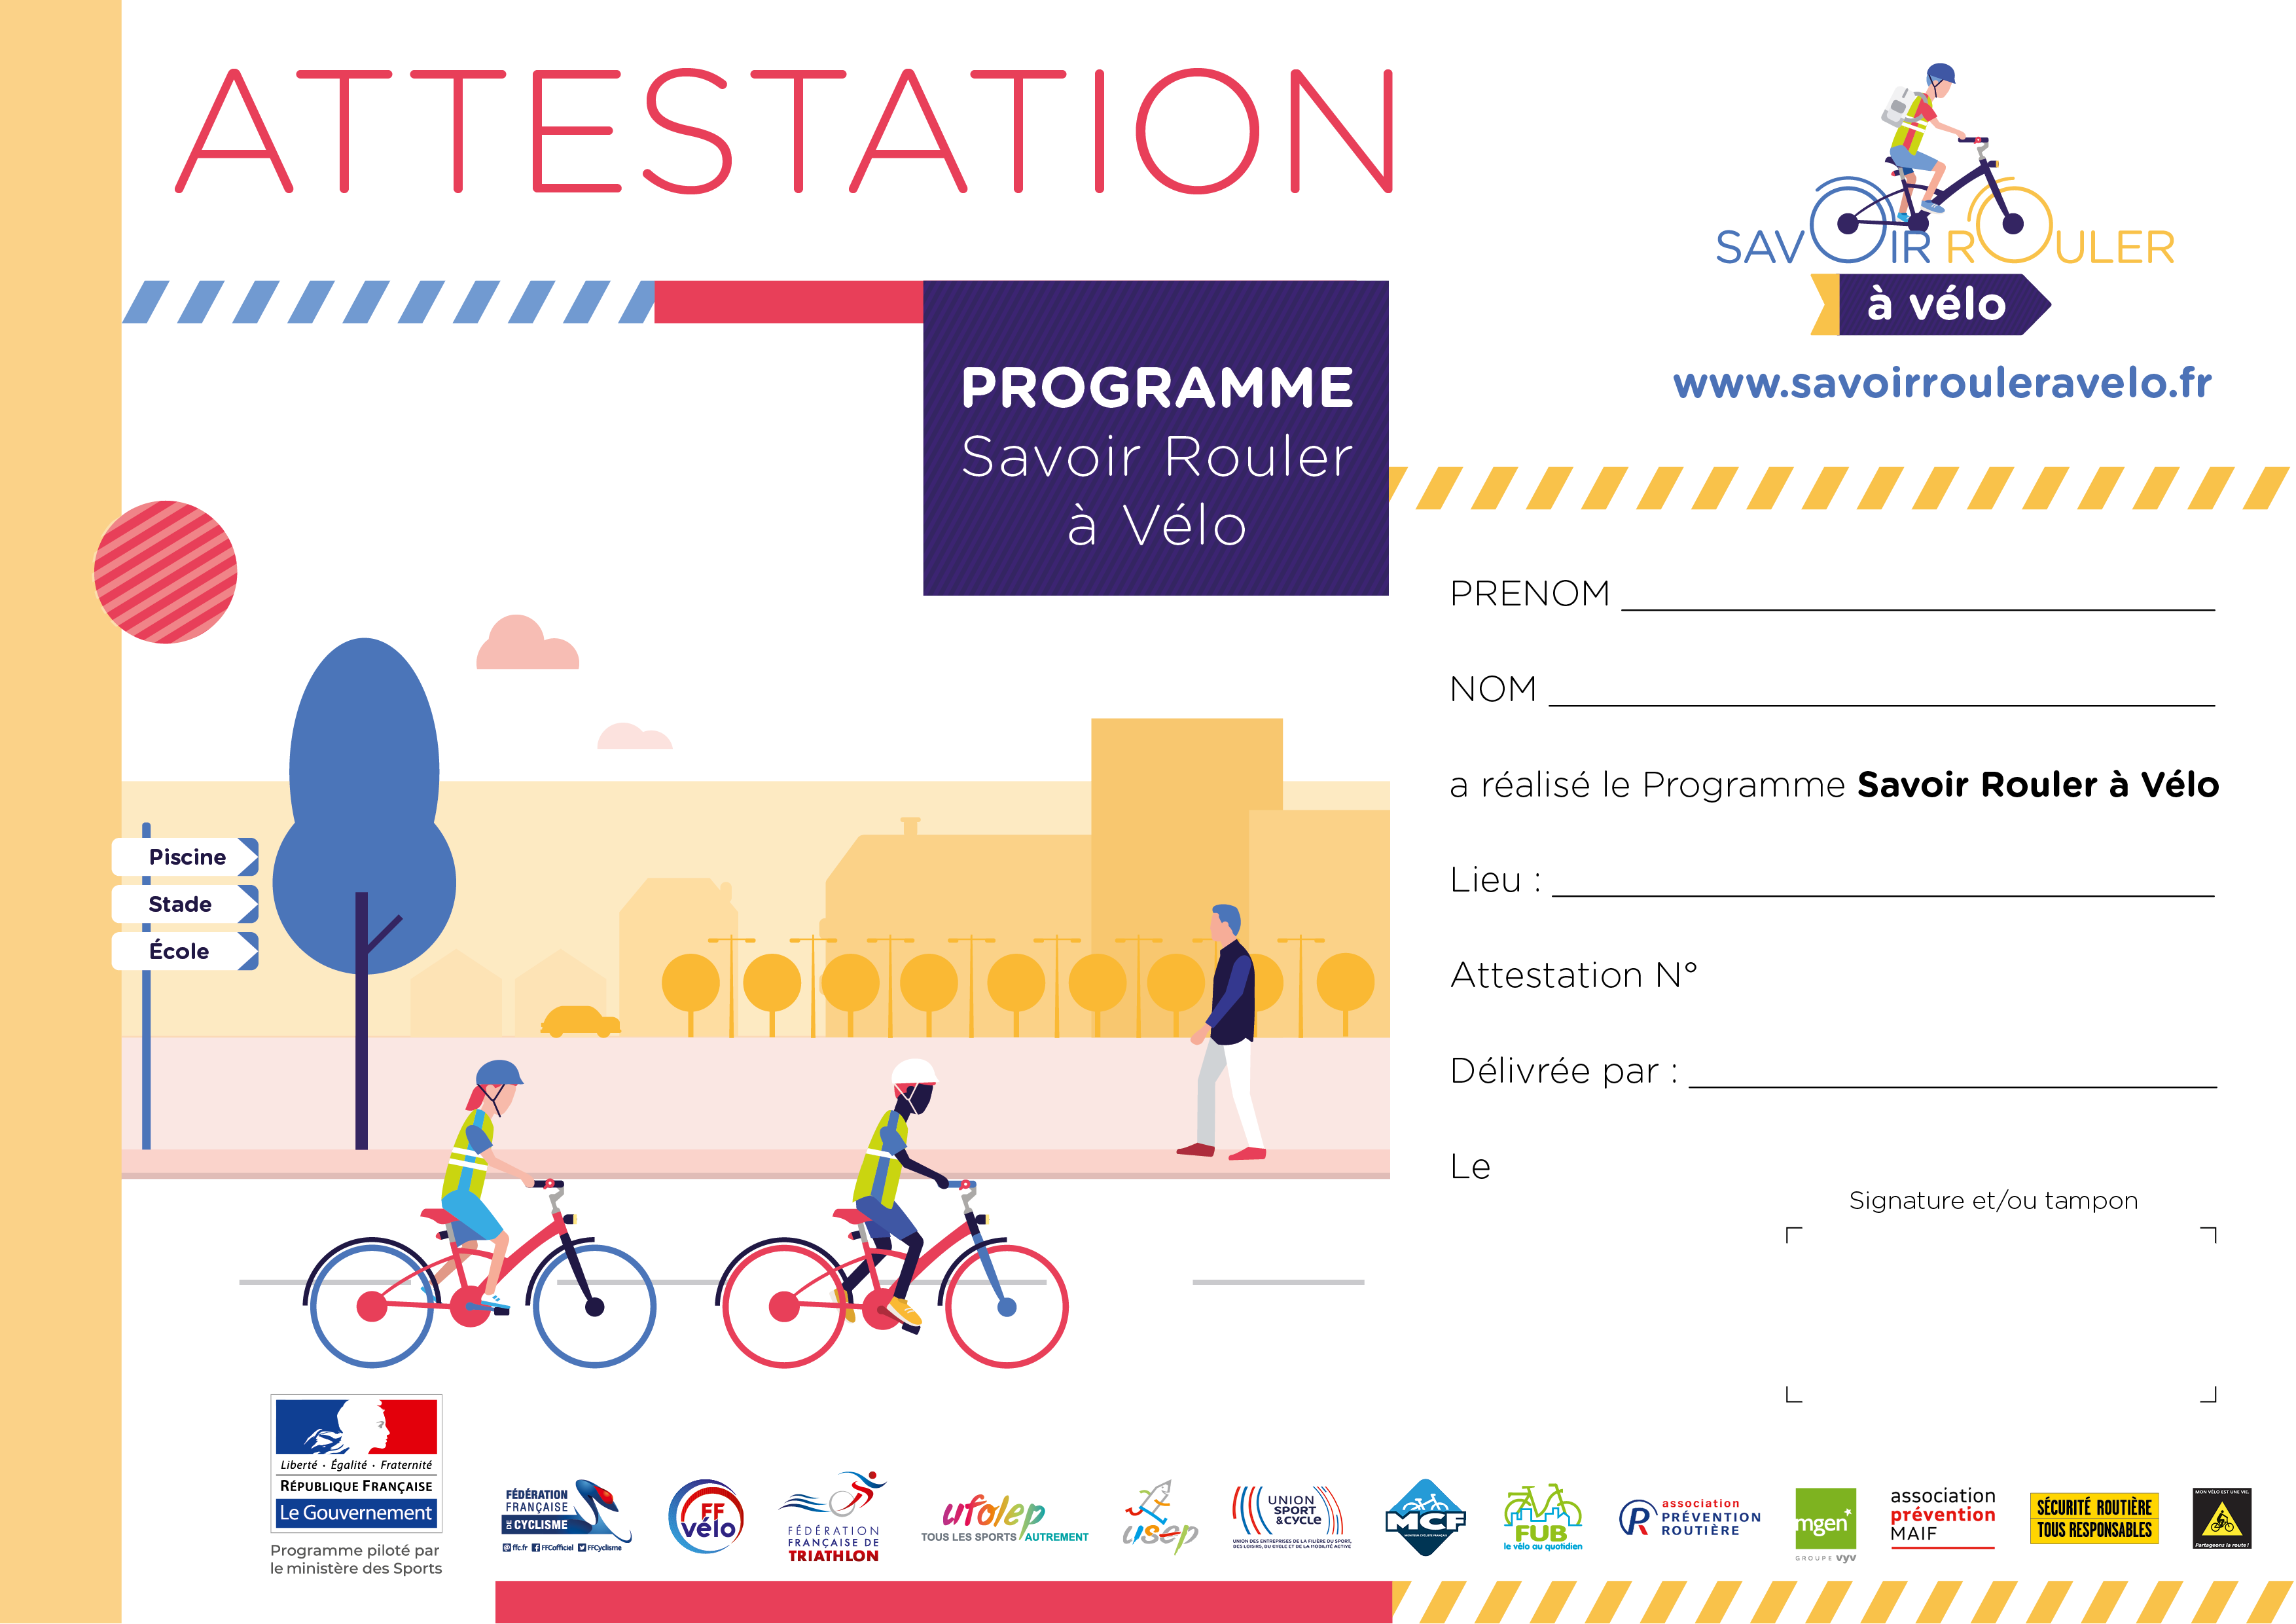 ATTESTATION
SAVOIR ROULER
à vélo
www.savoirrouleravelo.fr
PROGRAMME
Savoir Rouler
à Vélo
PRENOM
NOM
a réalisé le Programme Savoir Rouler à Vélo
Lieu :
Attestation N°
Délivrée par :
Le
Signature et/ou tampon
Piscine
Stade
École
Liberté · Égalité · Fraternité
RÉPUBLIQUE FRANÇAISE
Le Gouvernement
Programme piloté par
le ministère des Sports
FÉDÉRATION
FRANÇAISE
DE CYCLISME
ffc.fr FFCofficiel FFCyclisme
FF
vélo
FÉDÉRATION
FRANÇAISE DE
TRIATHLON
ufolep
TOUS LES SPORTS AUTREMENT
usep
UNION
SPORT
&CYCLE
UNION DES ENTREPRISES DE LA FILIÈRE DU SPORT,
DES LOISIRS, DU CYCLE ET DE LA MOBILITÉ ACTIVE
MCF
MONITEUR CYCLISTE FRANÇAIS
FUB
le vélo au quotidien
association
PRÉVENTION
ROUTIÈRE
mgen*
GROUPE vyv
association
prévention
MAIF
SÉCURITÉ ROUTIÈRE
TOUS RESPONSABLES
MON VÉLO EST UNE VIE.
Partageons la route !